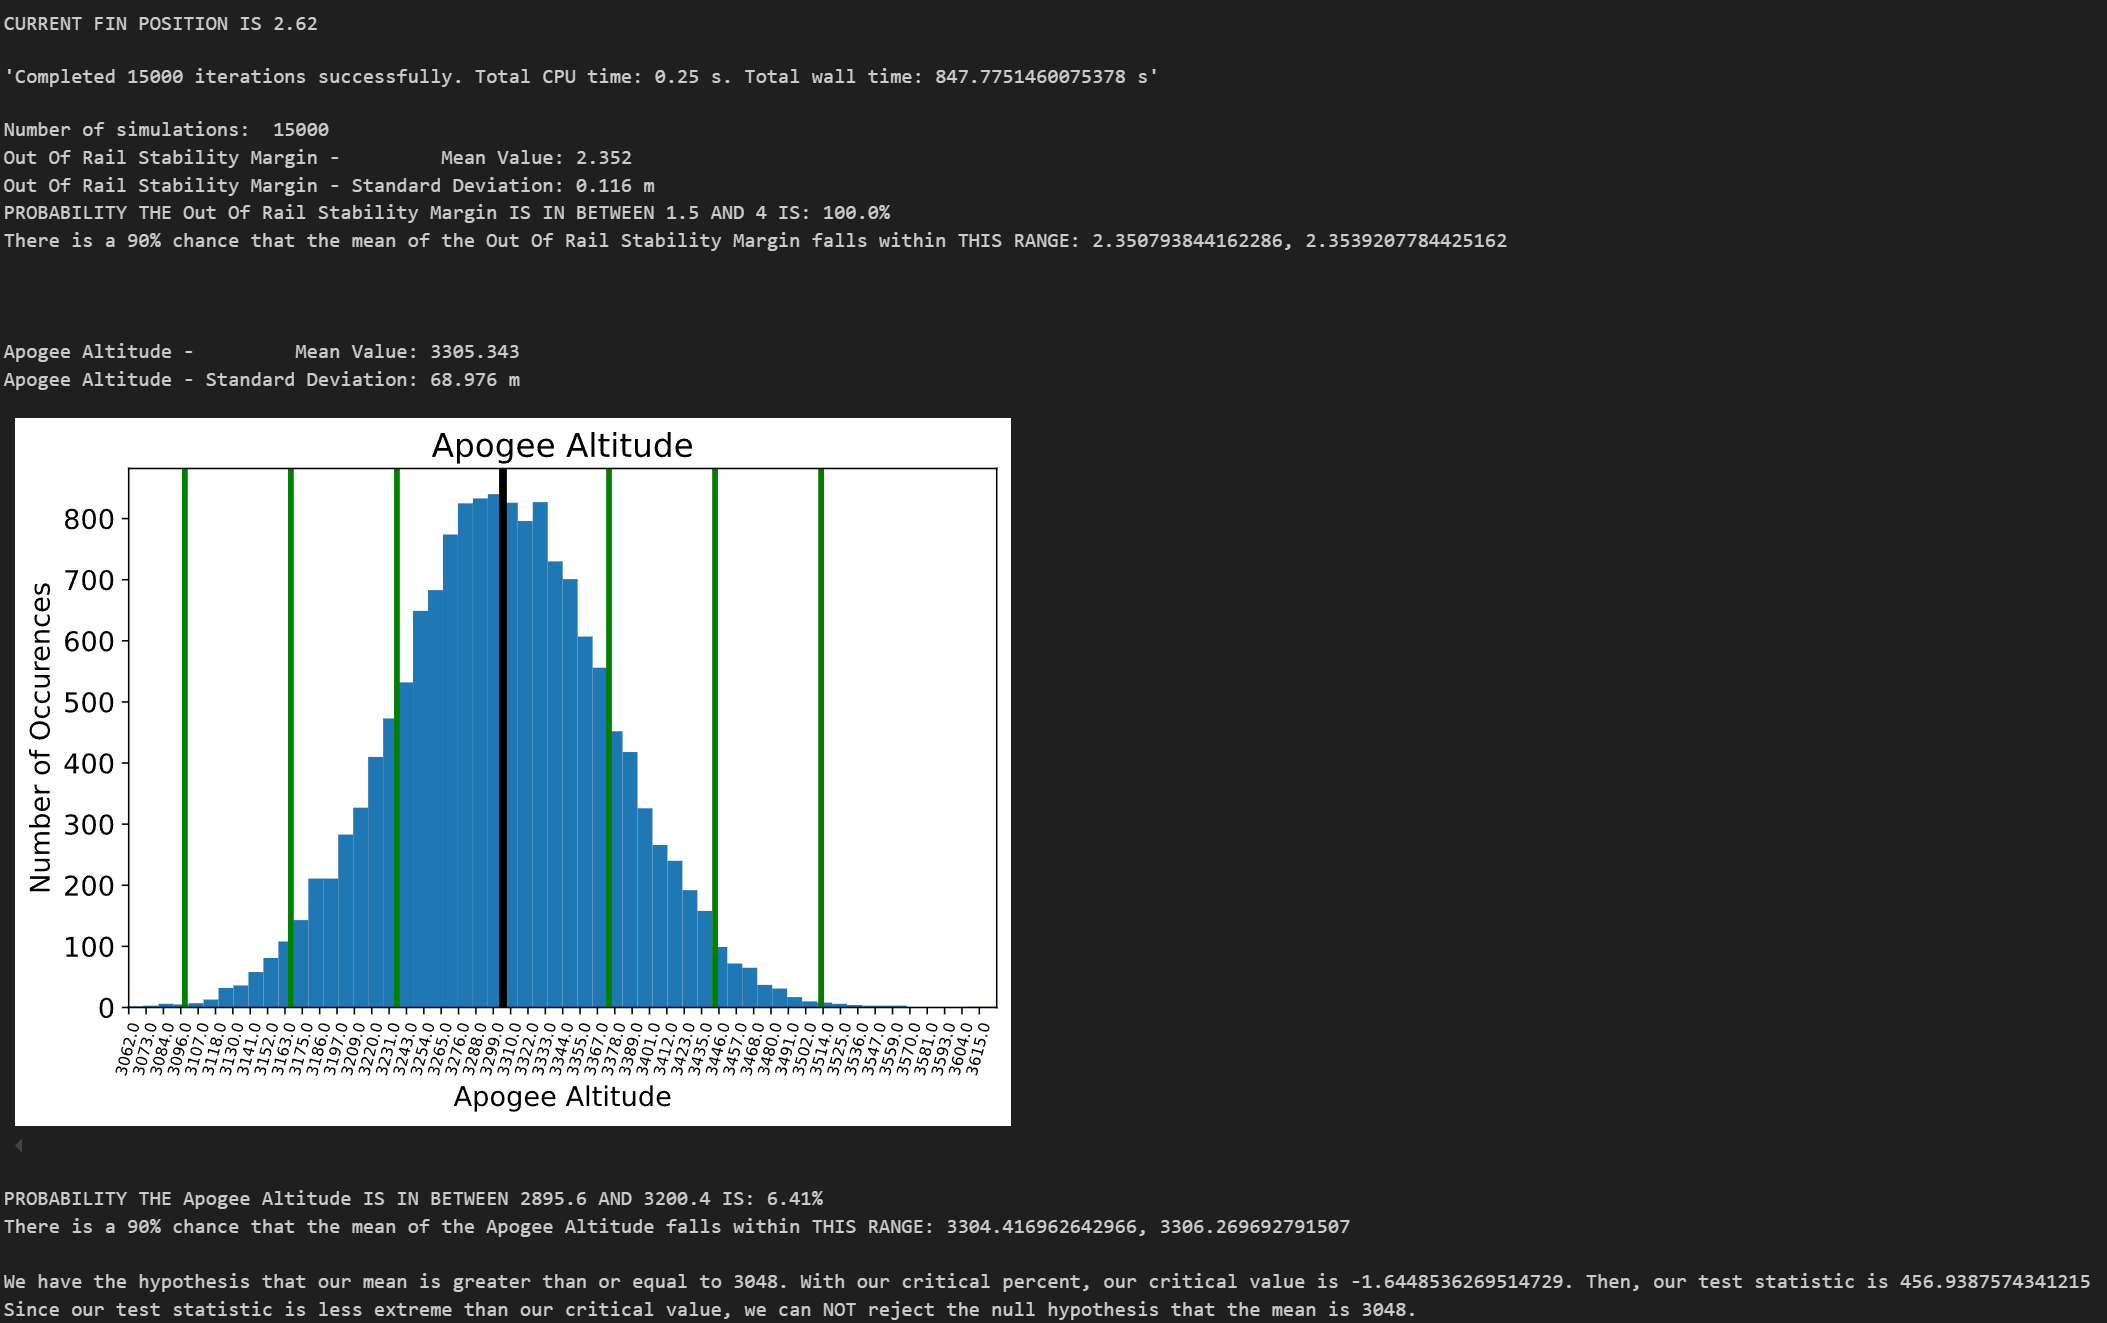 CURRENT FIN POSITION IS 2.62
'Completed 15000 iterations successfully. Total CPU time: 0.25 s. Total wall time: 847.7751460075378 s'
Number of simulations:  15000
Out Of Rail Stability Margin -         Mean Value: 2.352
Out Of Rail Stability Margin - Standard Deviation: 0.116 m
PROBABILITY THE Out Of Rail Stability Margin IS IN BETWEEN 1.5 AND 4 IS: 100.0%
There is a 90% chance that the mean of the Out Of Rail Stability Margin falls within THIS RANGE: 2.350793844162286, 2.3539207784425162
Apogee Altitude -         Mean Value: 3305.343
Apogee Altitude - Standard Deviation: 68.976 m
Apogee Altitude
Number of Occurences
800
700
600
500
400
300
200
100
0
3062.0 3073.0 3084.0 3096.0 3107.0 3118.0 3130.0 3141.0 3152.0 3163.0 3175.0 3186.0 3197.0 3209.0 3220.0 3231.0 3243.0 3254.0 3265.0 3276.0 3288.0 3299.0 3310.0 3322.0 3333.0 3344.0 3355.0 3367.0 3378.0 3389.0 3401.0 3412.0 3423.0 3435.0 3446.0 3457.0 3468.0 3480.0 3491.0 3502.0 3514.0 3525.0 3536.0 3547.0 3559.0 3570.0 3581.0 3593.0 3604.0 3615.0
Apogee Altitude
PROBABILITY THE Apogee Altitude IS IN BETWEEN 2895.6 AND 3200.4 IS: 6.41%
There is a 90% chance that the mean of the Apogee Altitude falls within THIS RANGE: 3304.416962642966, 3306.269692791507
We have the hypothesis that our mean is greater than or equal to 3048. With our critical percent, our critical value is -1.6448536269514729. Then, our test statistic is 456.9387574341215
Since our test statistic is less extreme than our critical value, we can NOT reject the null hypothesis that the mean is 3048.